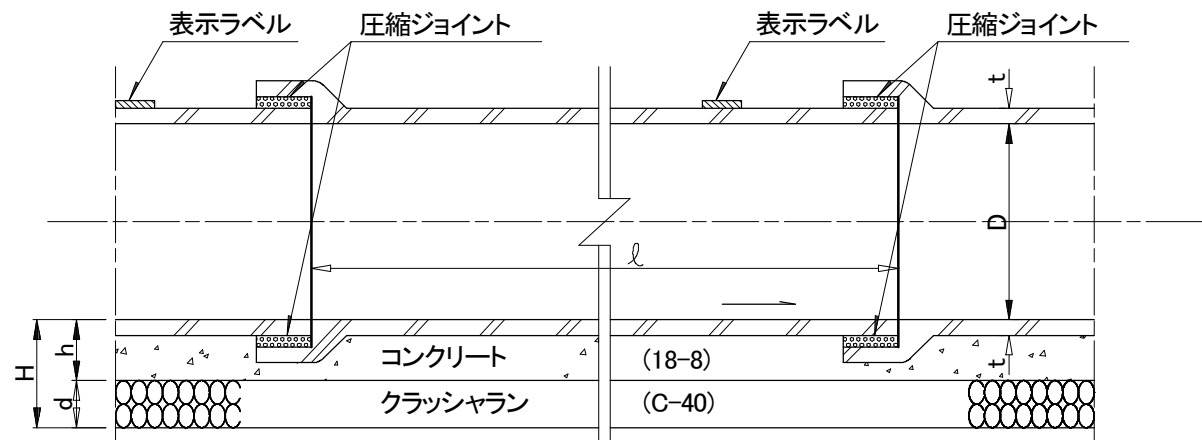 表示ラベル
圧縮ジョイント
表示ラベル
圧縮ジョイント
t
D
ℓ
コンクリート
(18-8)
t
h
H
クラッシャラン
(C-40)
d